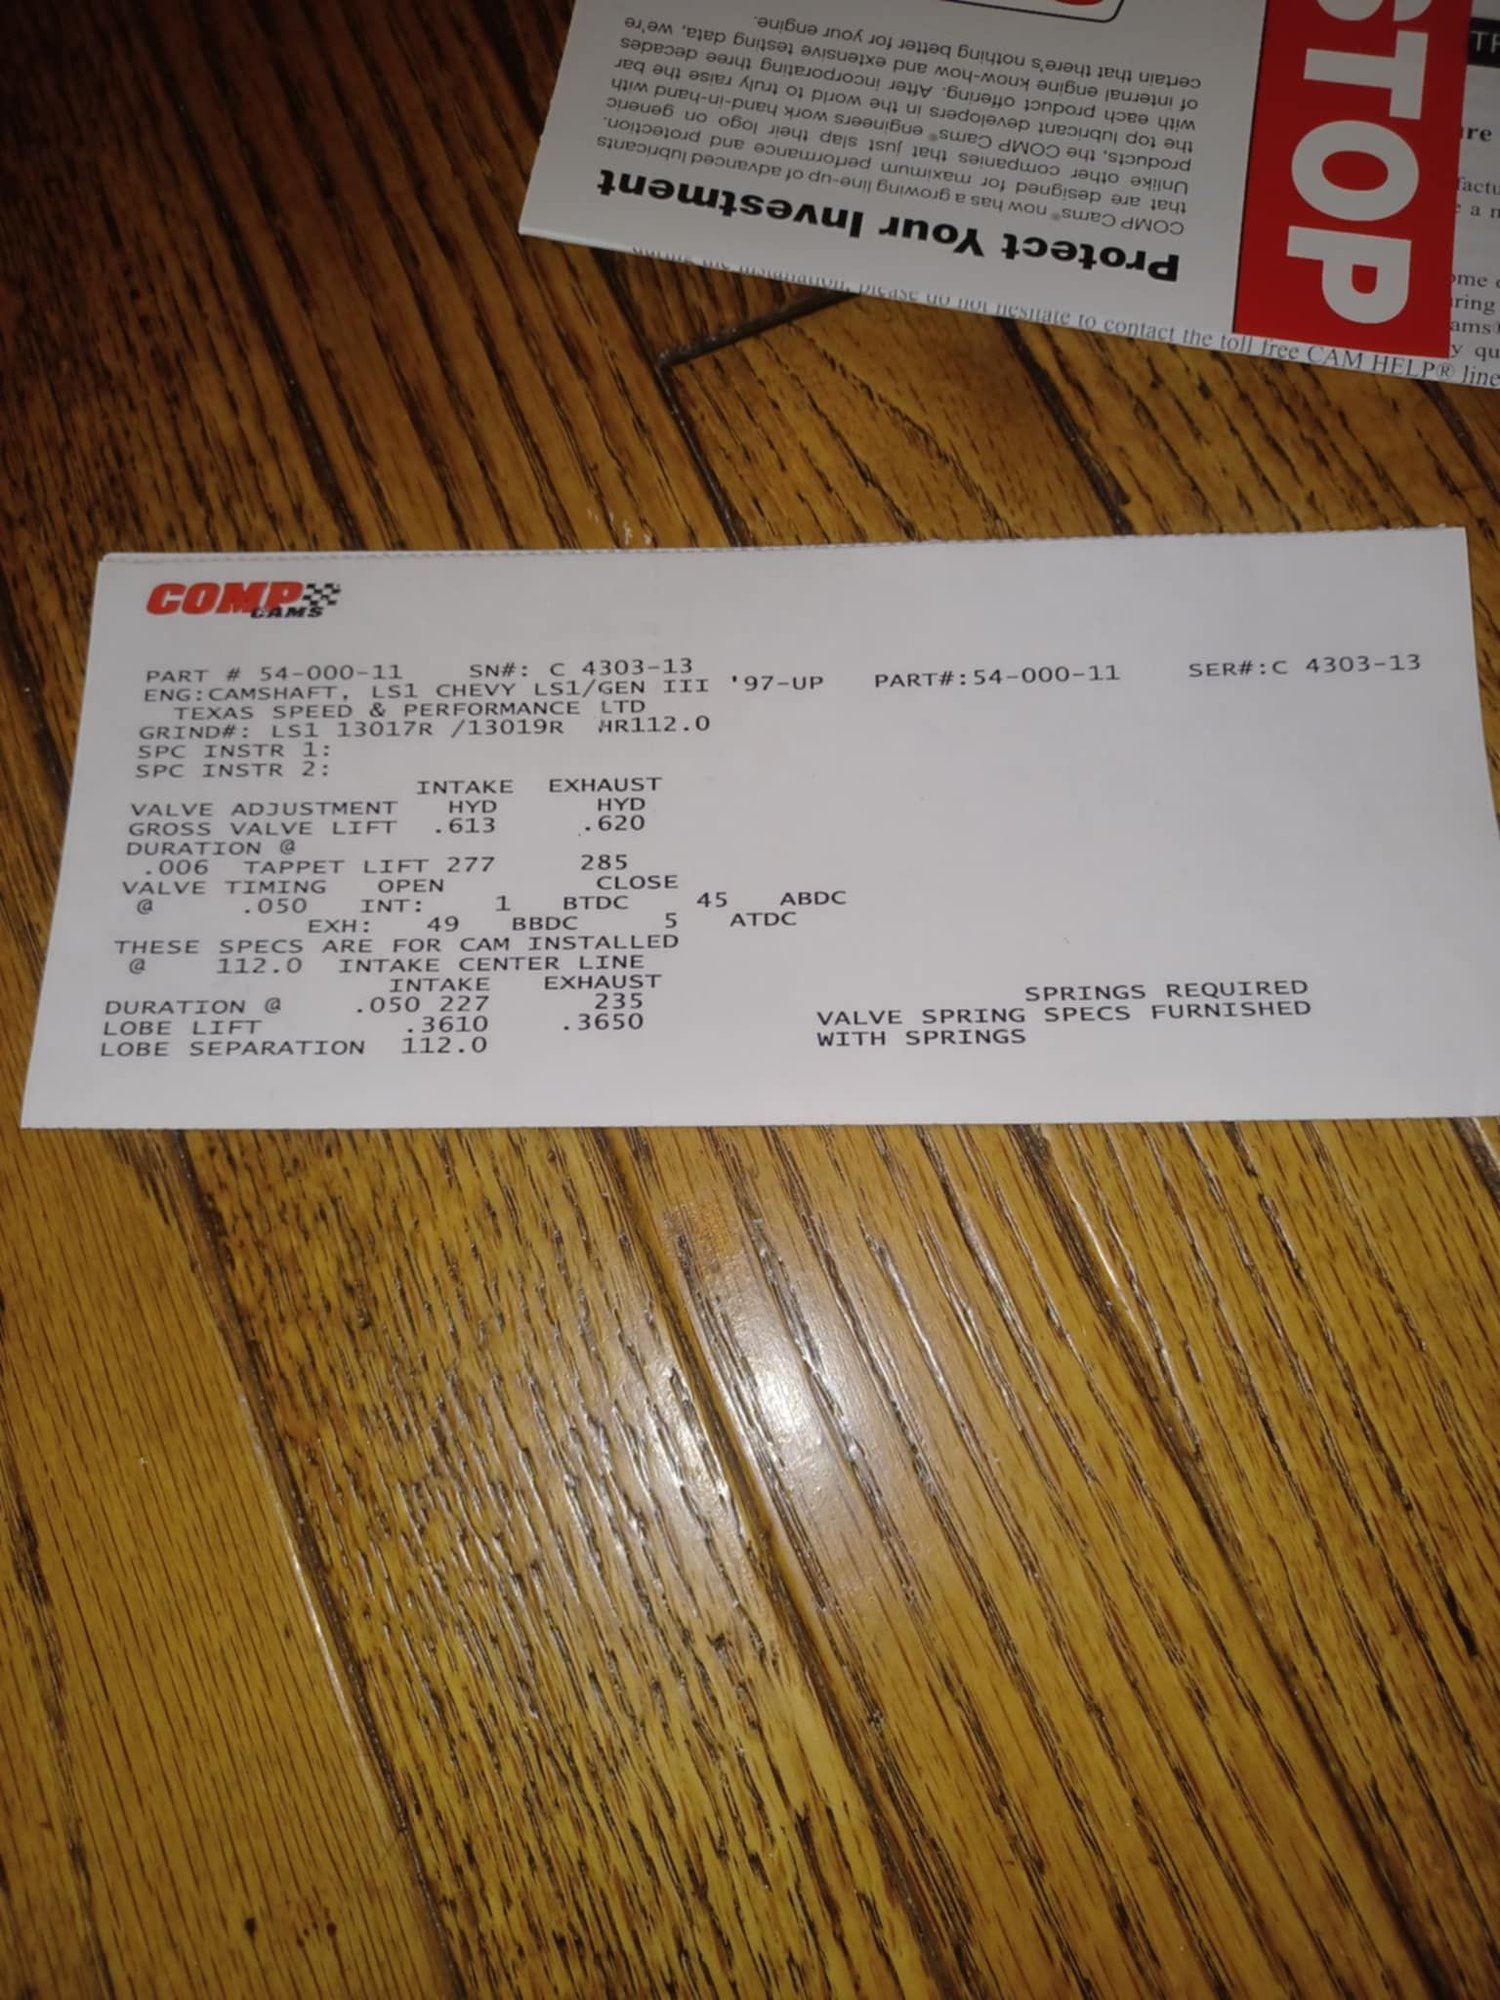 STOP
Protect Your Investment
COMP Cams® now has a growing line-up of advanced lubricants
that are designed for maximum performance and protection.
Unlike other companies that just slap their logo on generic
products, the COMP Cams® engineers work hand-in-hand with
the top lubricant developers in the world to truly raise the bar
with each product offering. After incorporating three decades
of internal engine know-how and extensive testing data, we're
certain that there's nothing better for your engine.
please do not hesitate to contact the toll free CAM HELP® line
COMP
CAMS
PART # 54-000-11 SN#: C 4303-13
PART#:54-000-11 SER#:C 4303-13
ENG:CAMSHAFT, LS1 CHEVY LS1/GEN III '97-UP
TEXAS SPEED & PERFORMANCE LTD
GRIND#: LS1 13017R /13019R HR112.0
SPC INSTR 1:
SPC INSTR 2:
INTAKE EXHAUST
VALVE ADJUSTMENT HYD HYD
GROSS VALVE LIFT .613 .620
DURATION @
.006 TAPPET LIFT 277 285
VALVE TIMING OPEN CLOSE
@ .050 INT: 1 BTDC 45 ABDC
EXH: 49 BBDC 5 ATDC
THESE SPECS ARE FOR CAM INSTALLED
@ 112.0 INTAKE CENTER LINE
INTAKE EXHAUST
DURATION @ .050 227 235
LOBE LIFT .3610 .3650
LOBE SEPARATION 112.0
SPRINGS REQUIRED
VALVE SPRING SPECS FURNISHED
WITH SPRINGS